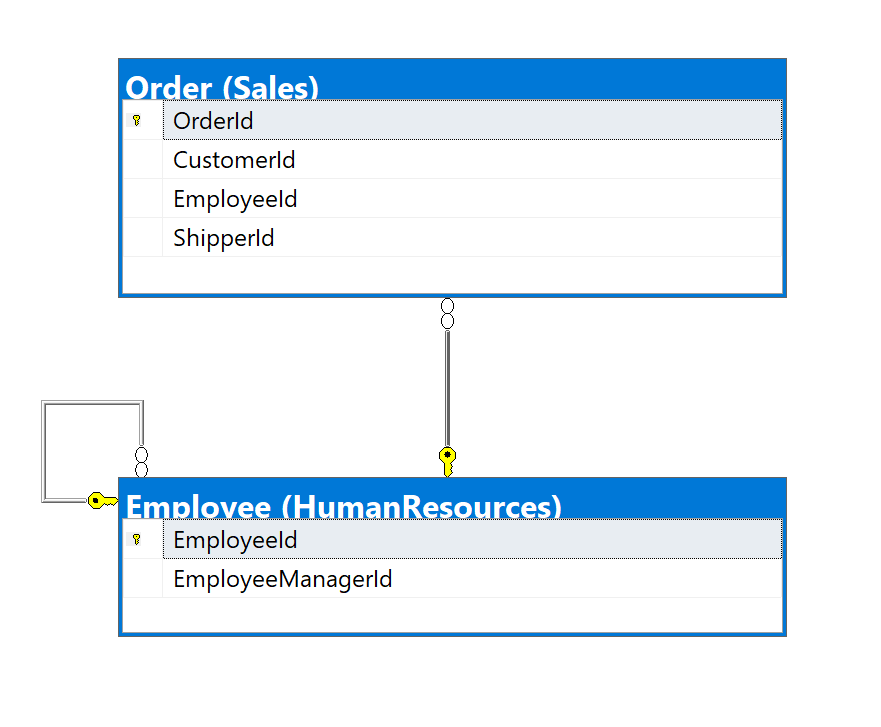 Order (Sales)
OrderId
CustomerId
EmployeeId
ShipperId
Employee (HumanResources)
EmployeeId
EmployeeManagerId